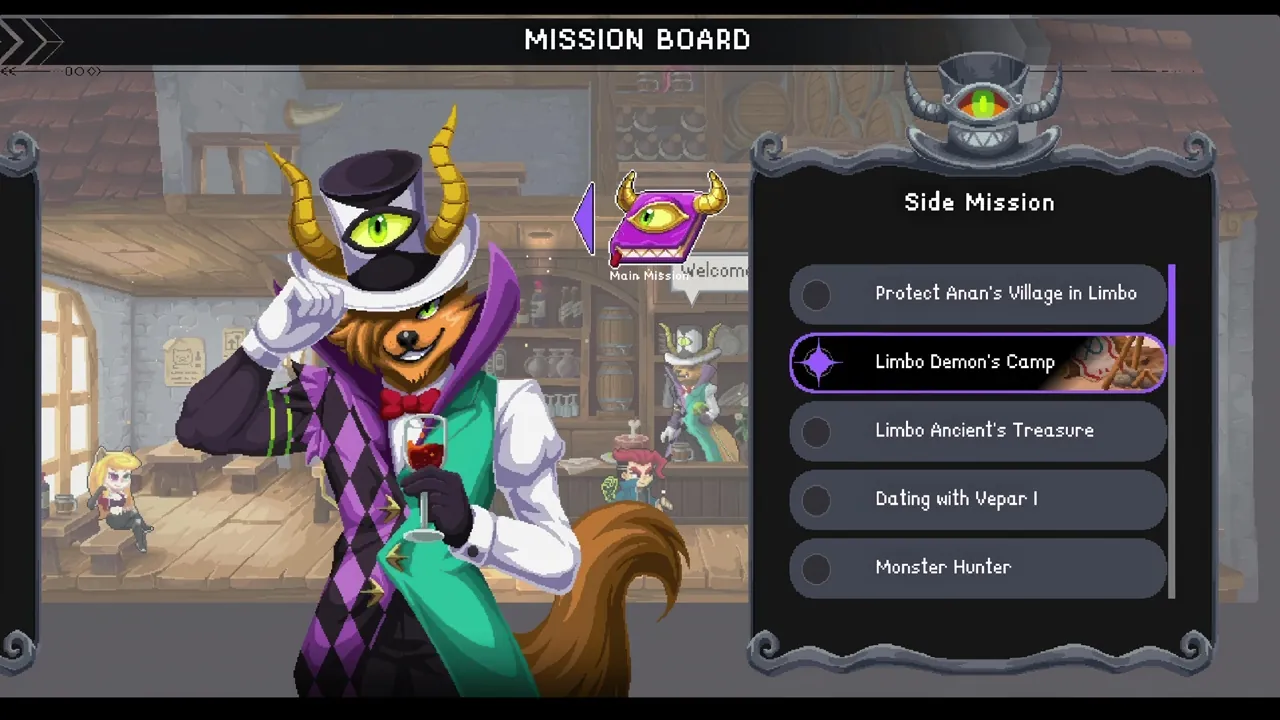 MISSION BOARD
Side Mission
Main Mission
Welcome
Protect Anan's Village in Limbo
Limbo Demon's Camp
Limbo Ancient's Treasure
Dating with Vepar I
Monster Hunter